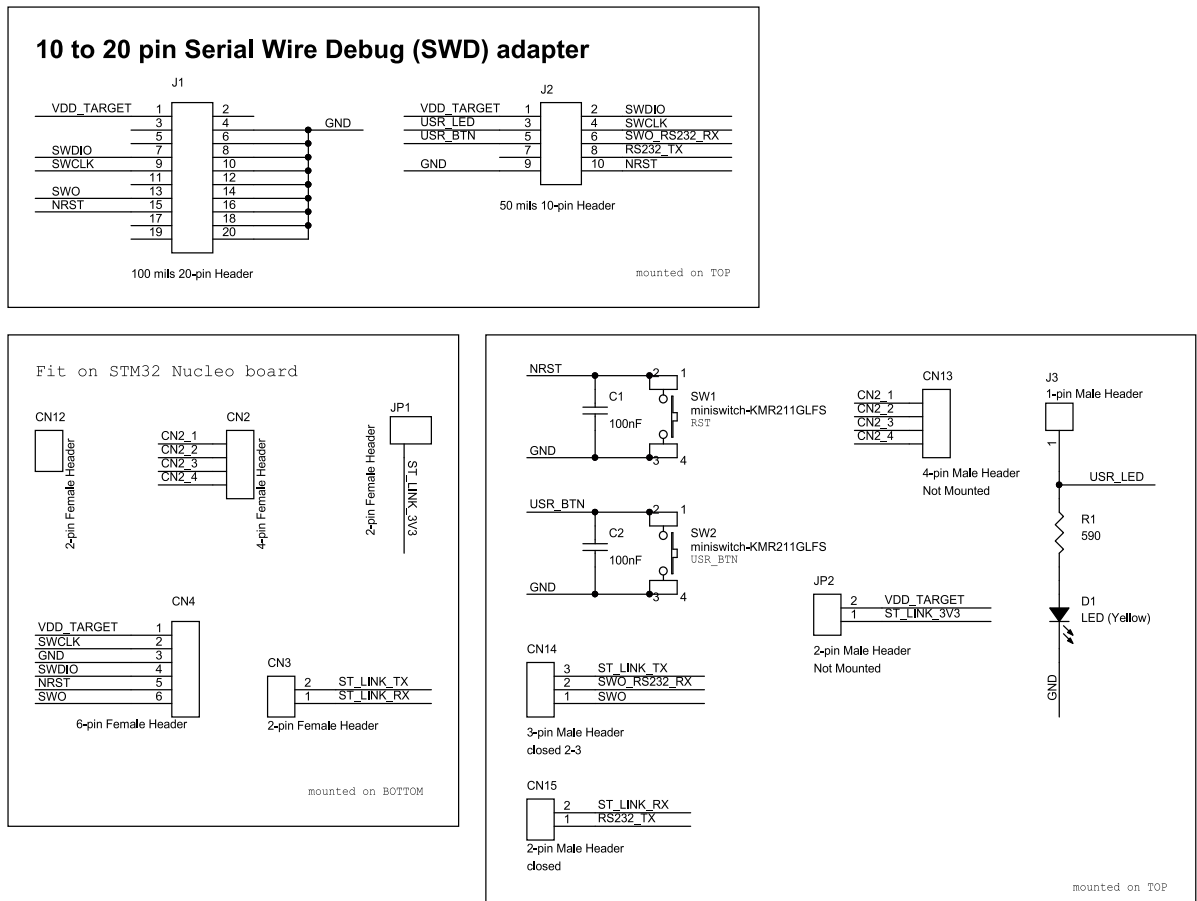 10 to 20 pin Serial Wire Debug (SWD) adapter
J1
VDD_TARGET 1 2
3 4 GND
5 6
SWDIO 7 8
SWCLK 9 10
11 12
SWO 13 14
NRST 15 16
17 18
19 20
100 mils 20-pin Header
J2
VDD_TARGET 1 2 SWDIO
USR_LED 3 4 SWCLK
USR_BTN 5 6 SWO_RS232_RX
7 8 RS232_TX
GND 9 10 NRST
50 mils 10-pin Header
mounted on TOP
Fit on STM32 Nucleo board
CN12
2-pin Female Header
CN2
CN2_1
CN2_2
CN2_3
CN2_4
4-pin Female Header
JP1
2-pin Female Header
ST_LINK_3V3
CN4
VDD_TARGET 1
SWCLK 2
GND 3
SWDIO 4
NRST 5
SWO 6
6-pin Female Header
CN3
2 ST_LINK_TX
1 ST_LINK_RX
2-pin Female Header
mounted on BOTTOM
NRST
2 1
C1
100nF
SW1
miniswitch-KMR211GLFS
RST
GND
3 4
USR_BTN
2 1
C2
100nF
SW2
miniswitch-KMR211GLFS
USR_BTN
GND
3 4
CN14
3 ST_LINK_TX
2 SWO_RS232_RX
1 SWO
3-pin Male Header
closed 2-3
CN15
2 ST_LINK_RX
1 RS232_TX
2-pin Male Header
closed
CN13
CN2_1
CN2_2
CN2_3
CN2_4
4-pin Male Header
Not Mounted
JP2
2 VDD_TARGET
1 ST_LINK_3V3
2-pin Male Header
Not Mounted
J3
1-pin Male Header
1
USR_LED
R1
590
D1
LED (Yellow)
GND
mounted on TOP